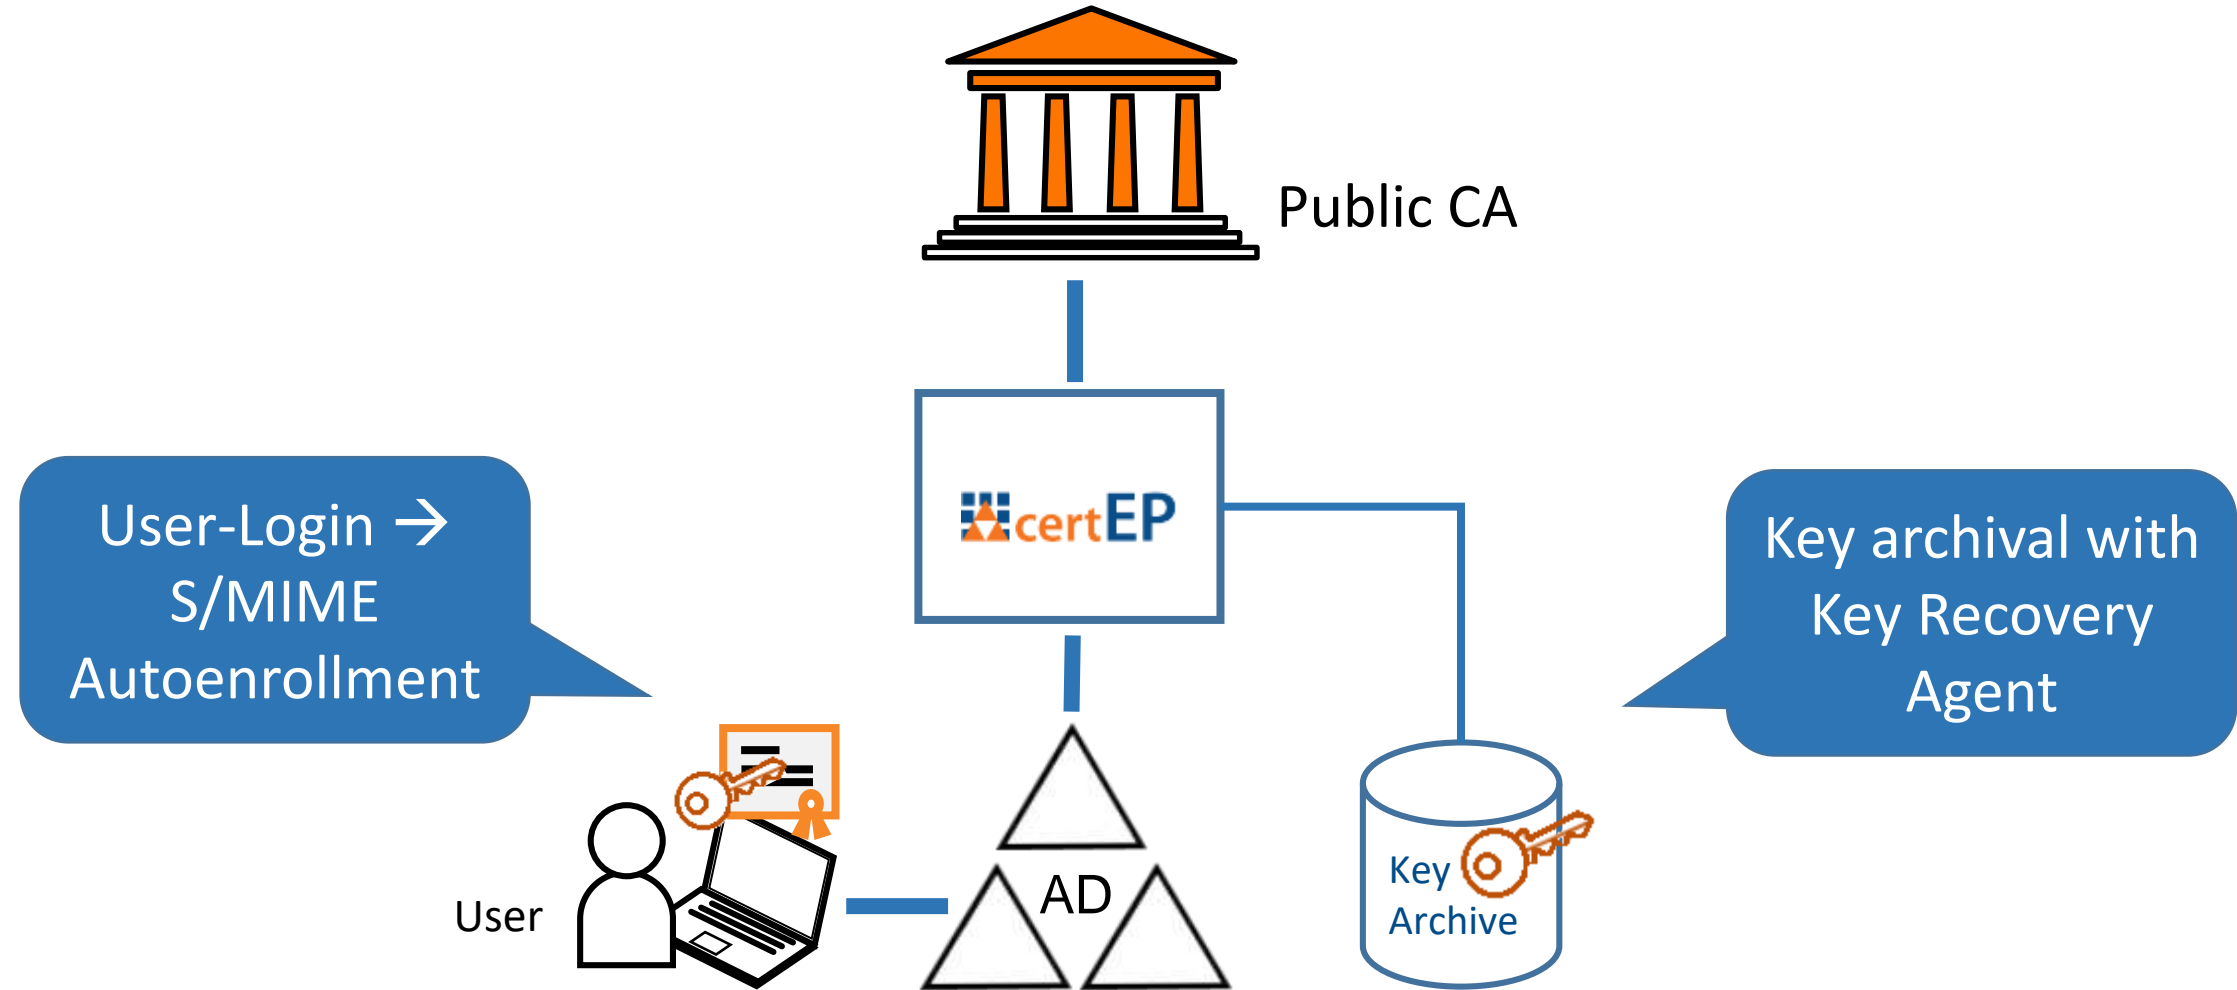 Public CA
certEP
User-Login →
S/MIME
Autoenrollment
Key archival with
Key Recovery
Agent
User
AD
Key
Archive